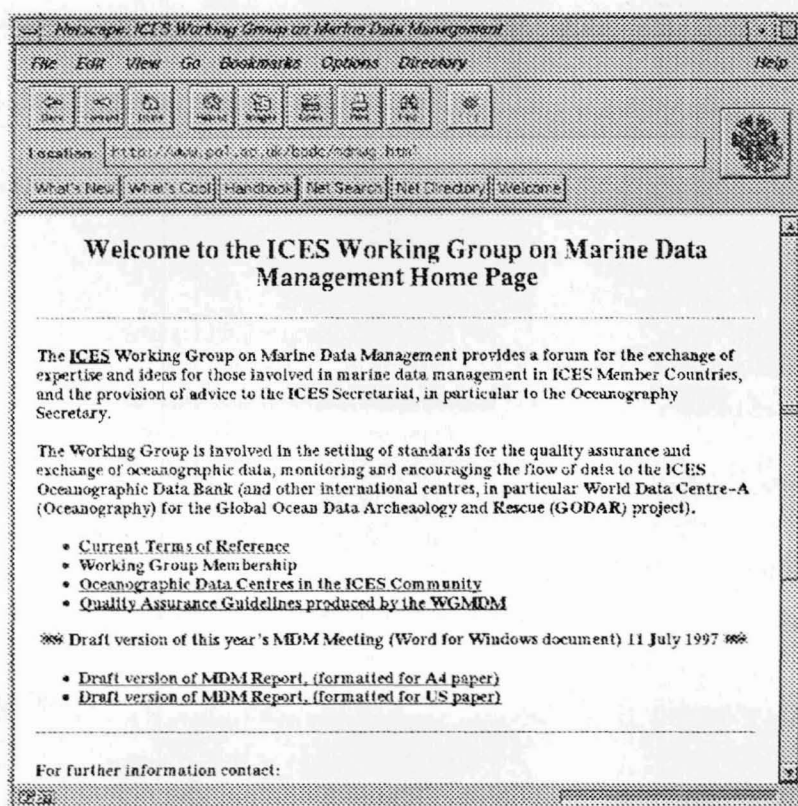 Netscape: ICES Working Group on Marine Data Management
File Edit View Go Bookmarks Options Directory Help
Back Forward Home Reload Images Open Print Find Stop
Location: http://www.pol.ac.uk/bodc/mdmwg.html
What's New What's Cool Handbook Net Search Net Directory Welcome
Welcome to the ICES Working Group on Marine Data
Management Home Page
The ICES Working Group on Marine Data Management provides a forum for the exchange of
expertise and ideas for those involved in marine data management in ICES Member Countries,
and the provision of advice to the ICES Secretariat, in particular to the Oceanography
Secretary.
The Working Group is involved in the setting of standards for the quality assurance and
exchange of oceanographic data, monitoring and encouraging the flow of data to the ICES
Oceanographic Data Bank (and other international centres, in particular World Data Centre-A
(Oceanography) for the Global Ocean Data Archeaology and Rescue (GODAR) project).
• Current Terms of Reference
• Working Group Membership
• Oceanographic Data Centres in the ICES Community
• Quality Assurance Guidelines produced by the WGMDM
Draft version of this year's MDM Meeting (Word for Windows document) 11 July 1997
• Draft version of MDM Report, (formatted for A4 paper)
• Draft version of MDM Report, (formatted for US paper)
For further information contact: